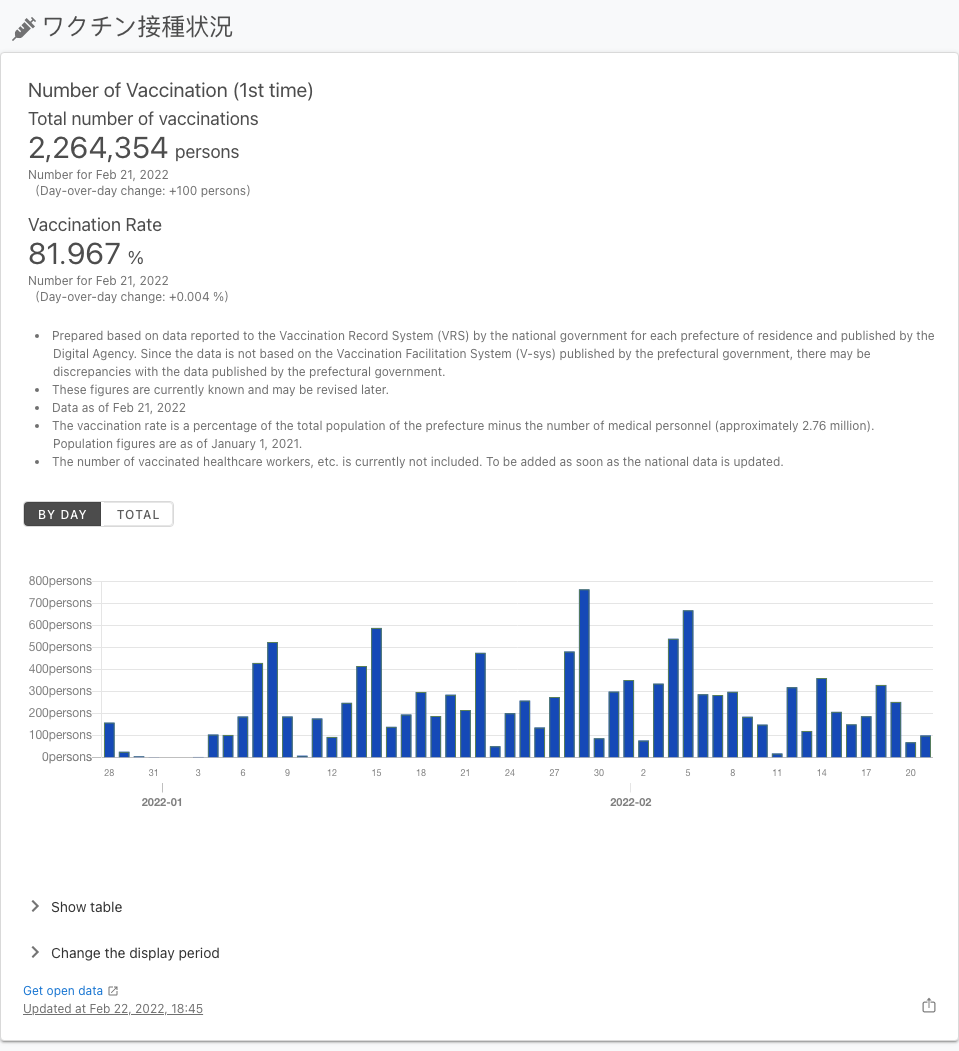 ワクチン接種状況
Number of Vaccination (1st time)
Total number of vaccinations
2,264,354 persons
Number for Feb 21, 2022
(Day-over-day change: +100 persons)
Vaccination Rate
81.967 %
Number for Feb 21, 2022
(Day-over-day change: +0.004 %)
• Prepared based on data reported to the Vaccination Record System (VRS) by the national government for each prefecture of residence and published by the
Digital Agency. Since the data is not based on the Vaccination Facilitation System (V-sys) published by the prefectural government, there may be
discrepancies with the data published by the prefectural government.
• These figures are currently known and may be revised later.
• Data as of Feb 21, 2022
• The vaccination rate is a percentage of the total population of the prefecture minus the number of medical personnel (approximately 2.76 million).
Population figures are as of January 1, 2021.
• The number of vaccinated healthcare workers, etc. is currently not included. To be added as soon as the national data is updated.
BY DAY TOTAL
800persons
700persons
600persons
500persons
400persons
300persons
200persons
100persons
0persons
28 31 3 6 9 12 15 18 21 24 27 30 2 5 8 11 14 17 20
2022-01 2022-02
Show table
Change the display period
Get open data
Updated at Feb 22, 2022, 18:45